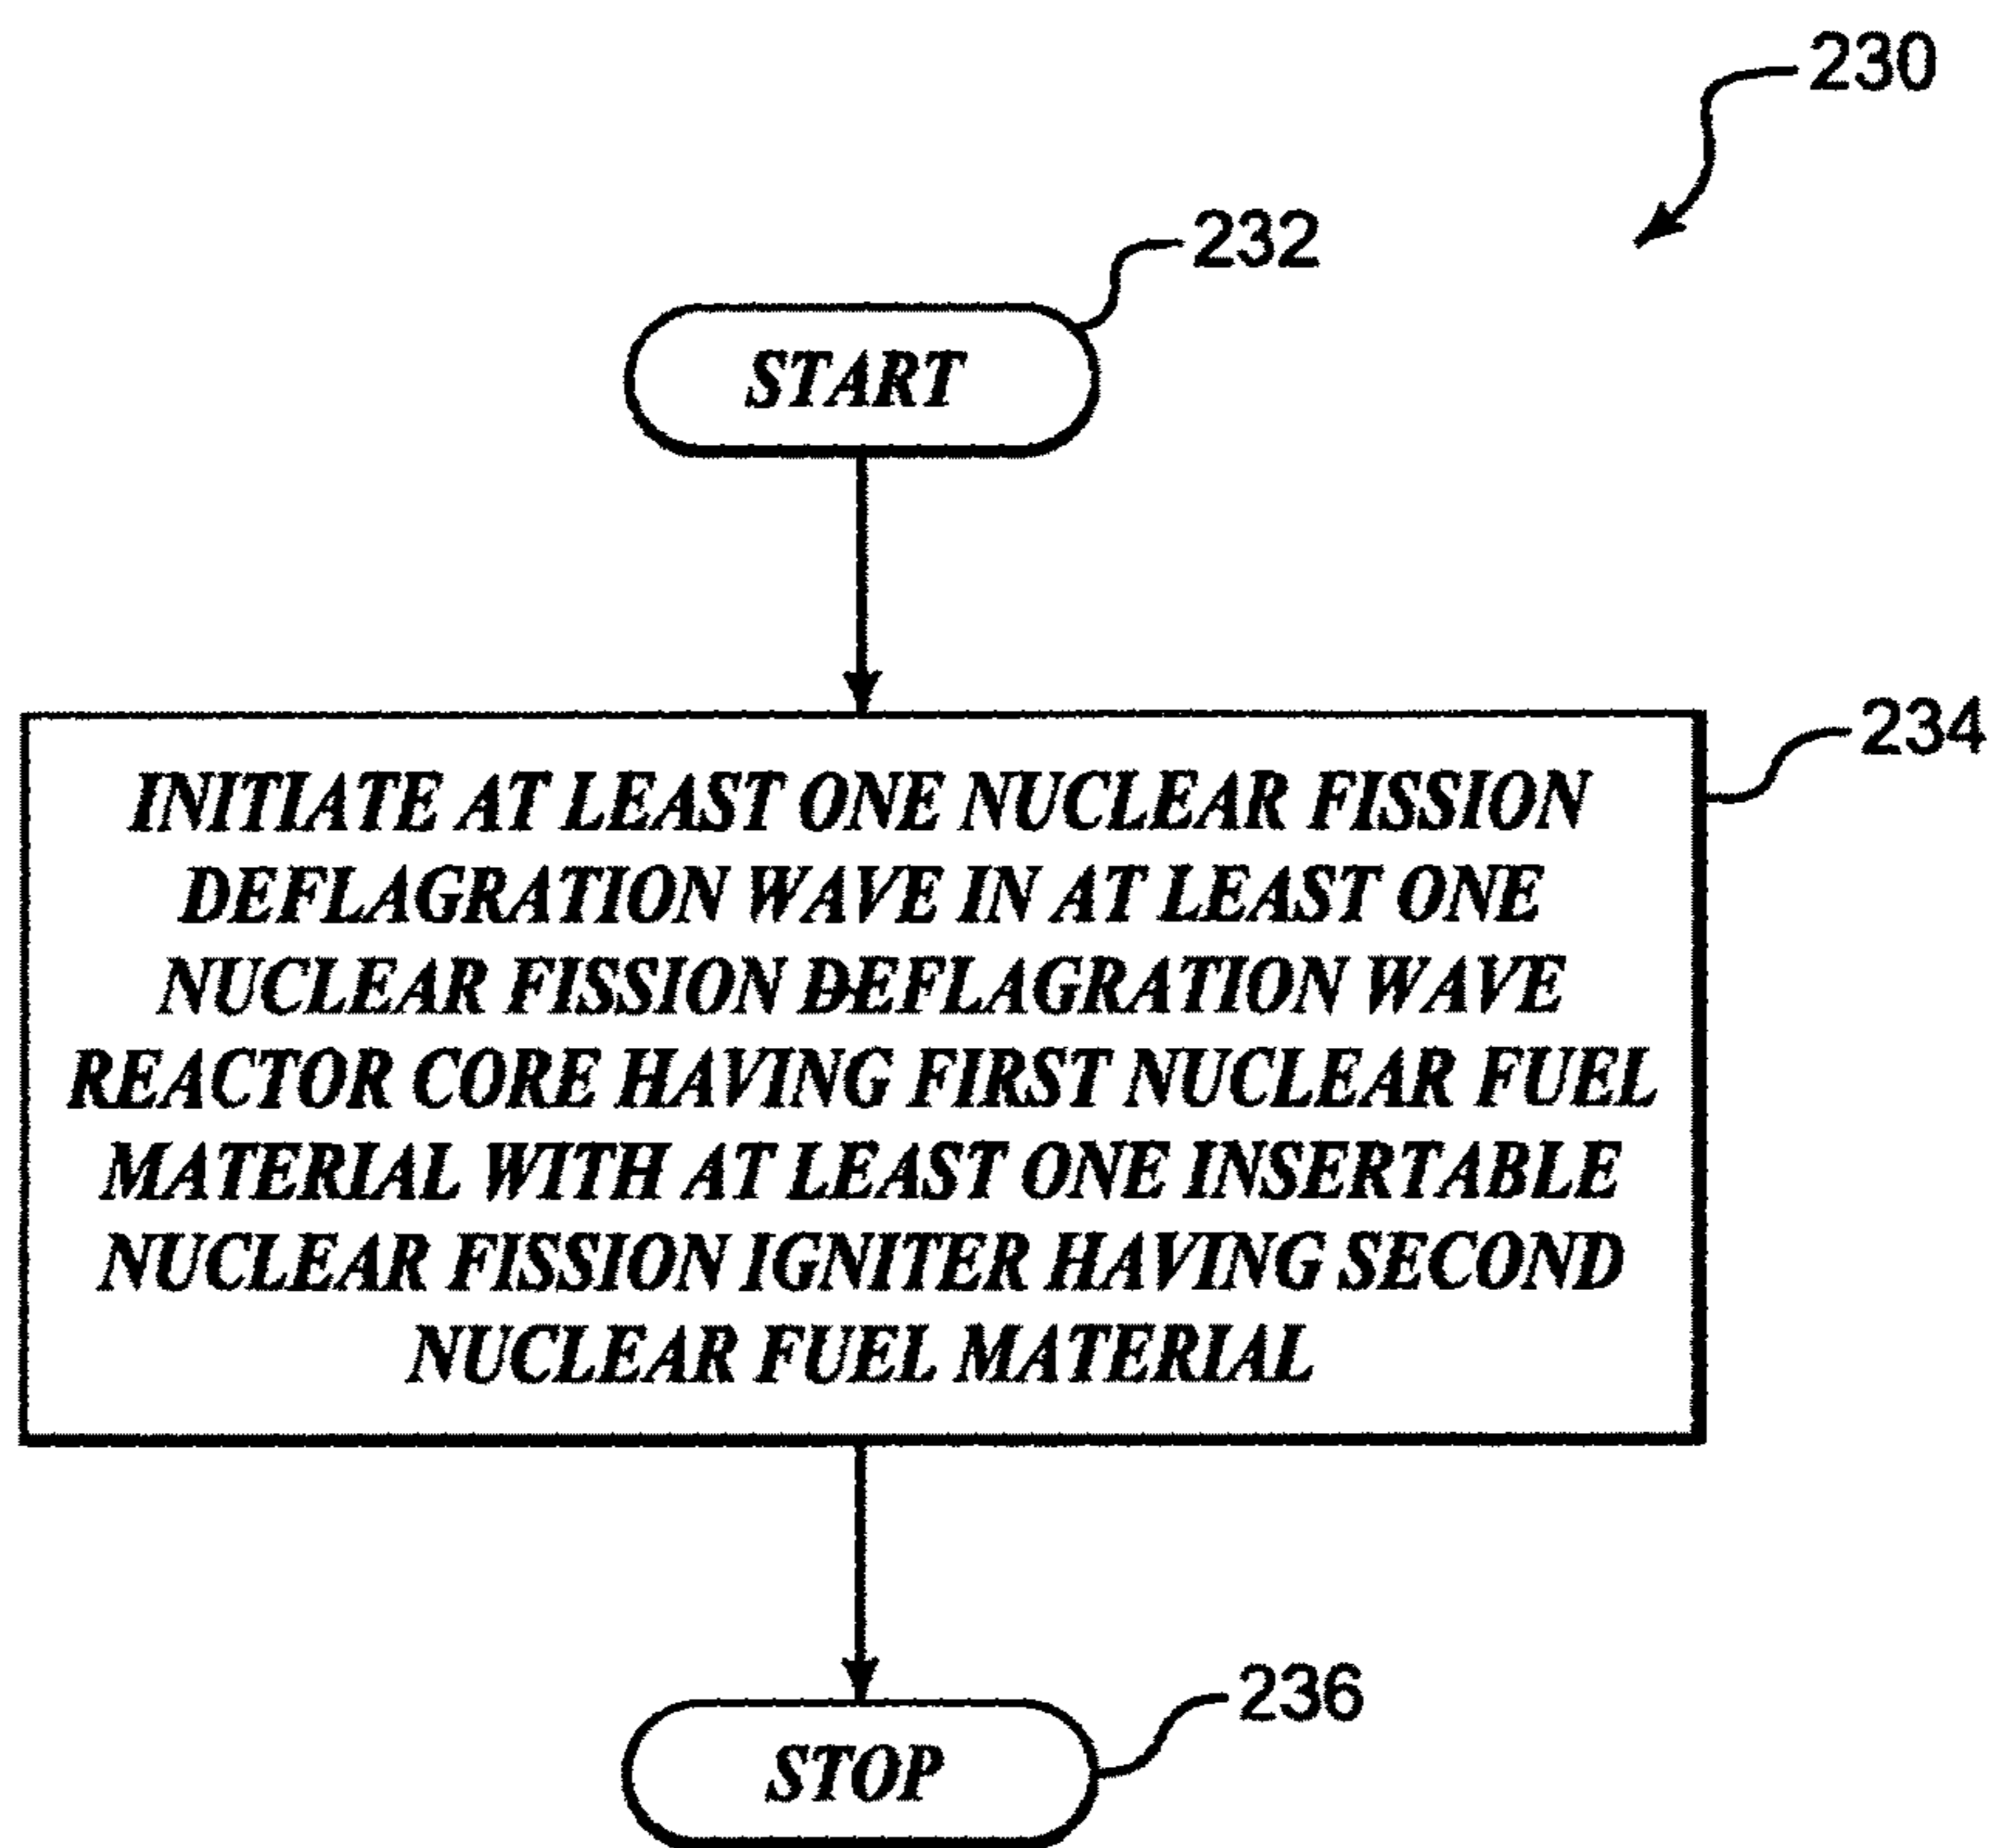 230
232
START
234
INITIATE AT LEAST ONE NUCLEAR FISSION
DEFLAGRATION WAVE IN AT LEAST ONE
NUCLEAR FISSION DEFLAGRATION WAVE
REACTOR CORE HAVING FIRST NUCLEAR FUEL
MATERIAL WITH AT LEAST ONE INSERTABLE
NUCLEAR FISSION IGNITER HAVING SECOND
NUCLEAR FUEL MATERIAL
236
STOP